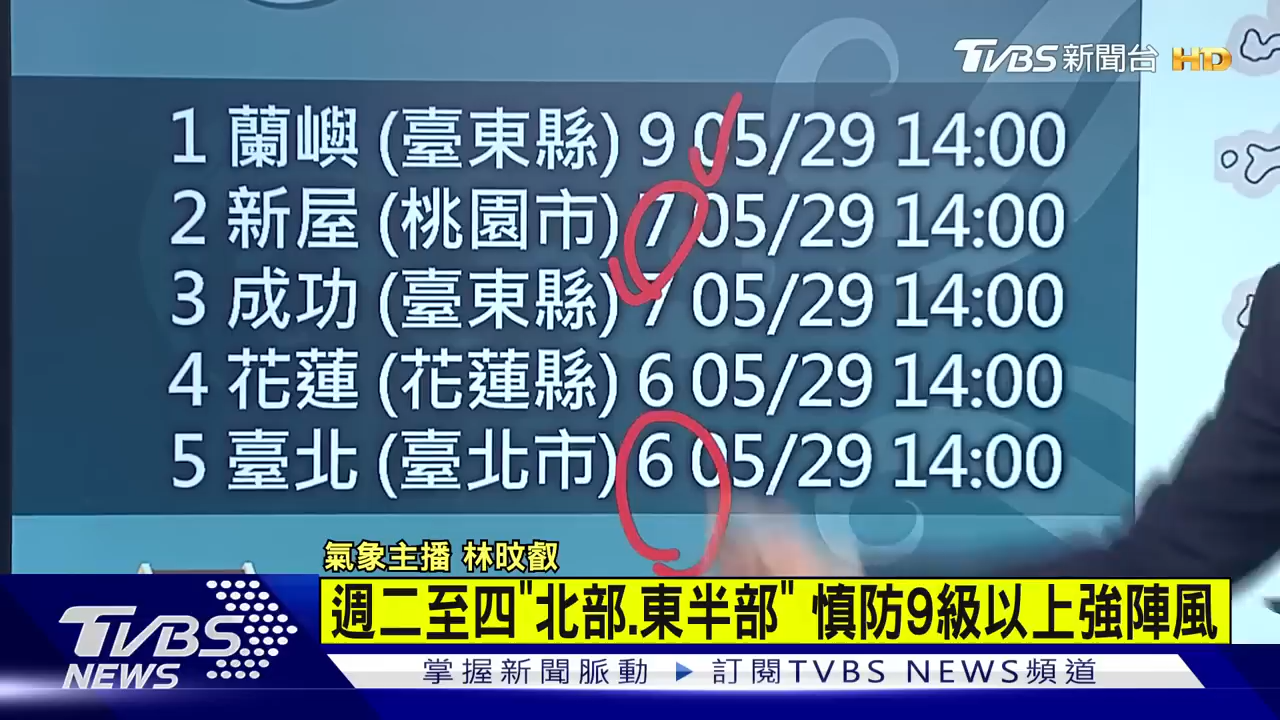 TVBS新聞台 HD
1 蘭嶼 (臺東縣) 9 05/29 14:00
2 新屋 (桃園市) 7 05/29 14:00
3 成功 (臺東縣) 7 05/29 14:00
4 花蓮 (花蓮縣) 6 05/29 14:00
5 臺北 (臺北市) 6 05/29 14:00
氣象主播 林旼叡
週二至四"北部.東半部" 慎防9級以上強陣風
TVBS
NEWS
掌握新聞脈動 ▶ 訂閱TVBS NEWS頻道